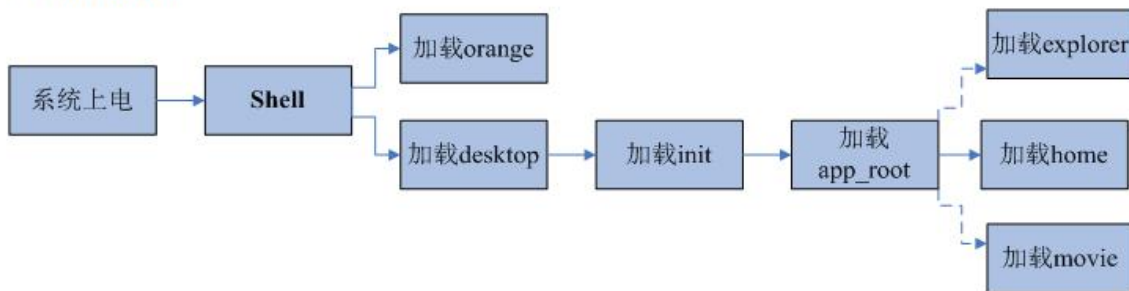 系统上电
Shell
加载orange
加载desktop
加载init
加载
app_root
加载explorer
加载home
加载movie